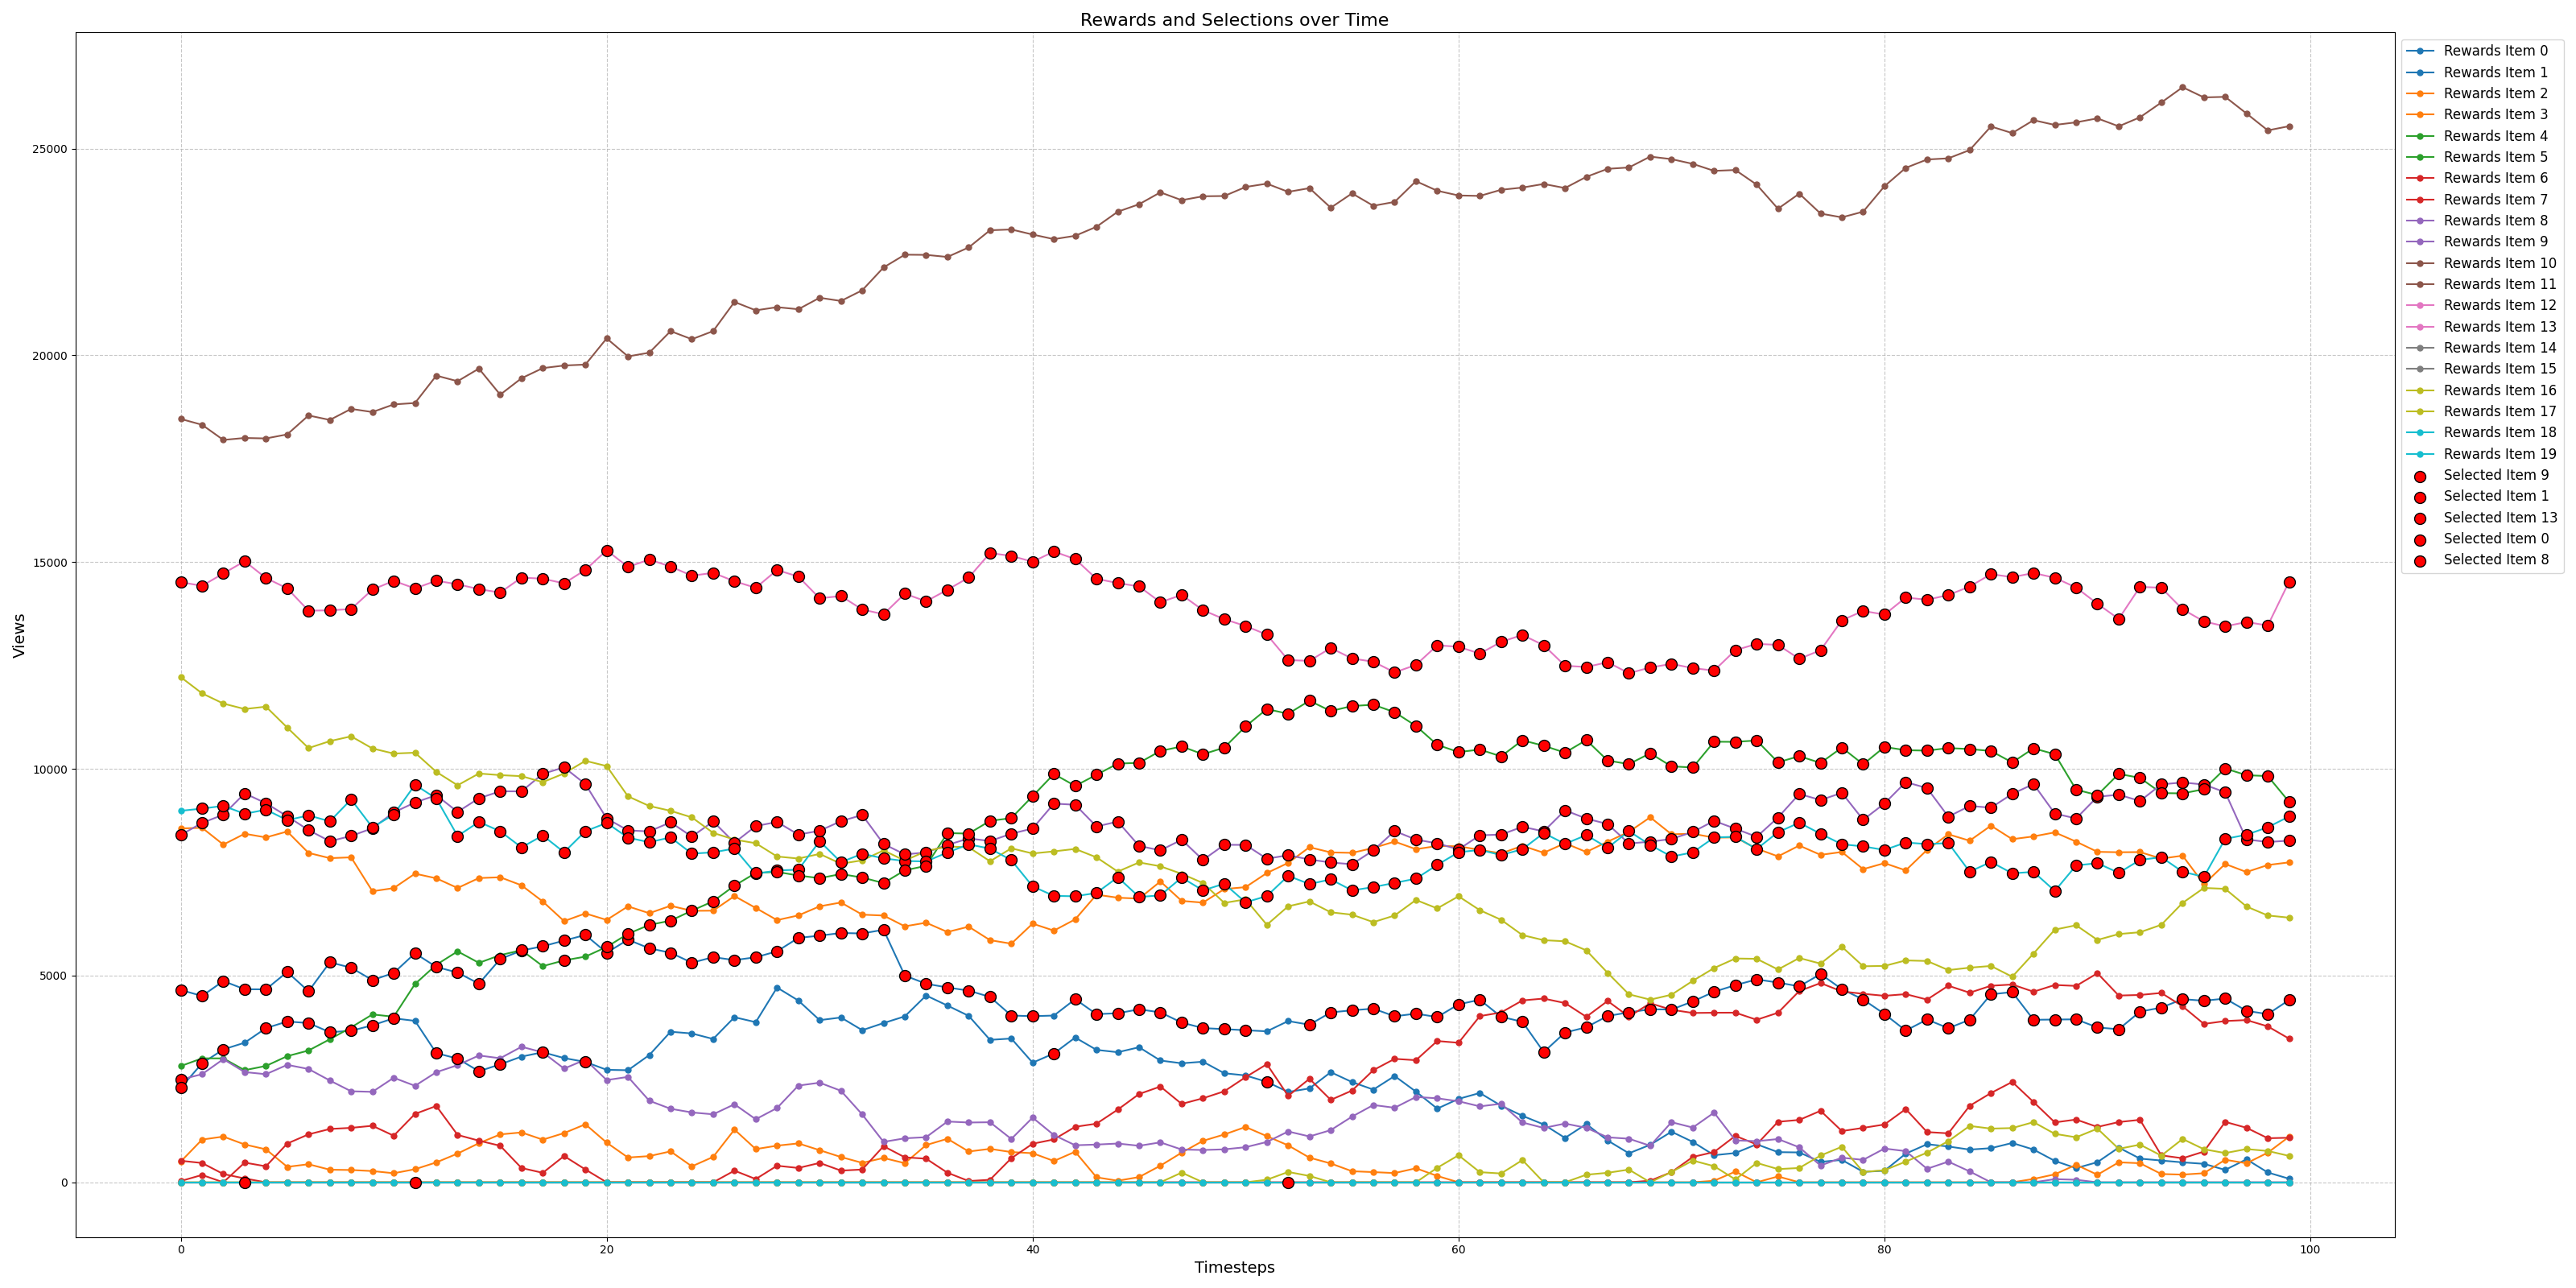 Rewards and Selections over Time
Views
25000
20000
15000
10000
5000
0
0
20
40
60
80
100
Timesteps
Rewards Item 0
Rewards Item 1
Rewards Item 2
Rewards Item 3
Rewards Item 4
Rewards Item 5
Rewards Item 6
Rewards Item 7
Rewards Item 8
Rewards Item 9
Rewards Item 10
Rewards Item 11
Rewards Item 12
Rewards Item 13
Rewards Item 14
Rewards Item 15
Rewards Item 16
Rewards Item 17
Rewards Item 18
Rewards Item 19
Selected Item 9
Selected Item 1
Selected Item 13
Selected Item 0
Selected Item 8